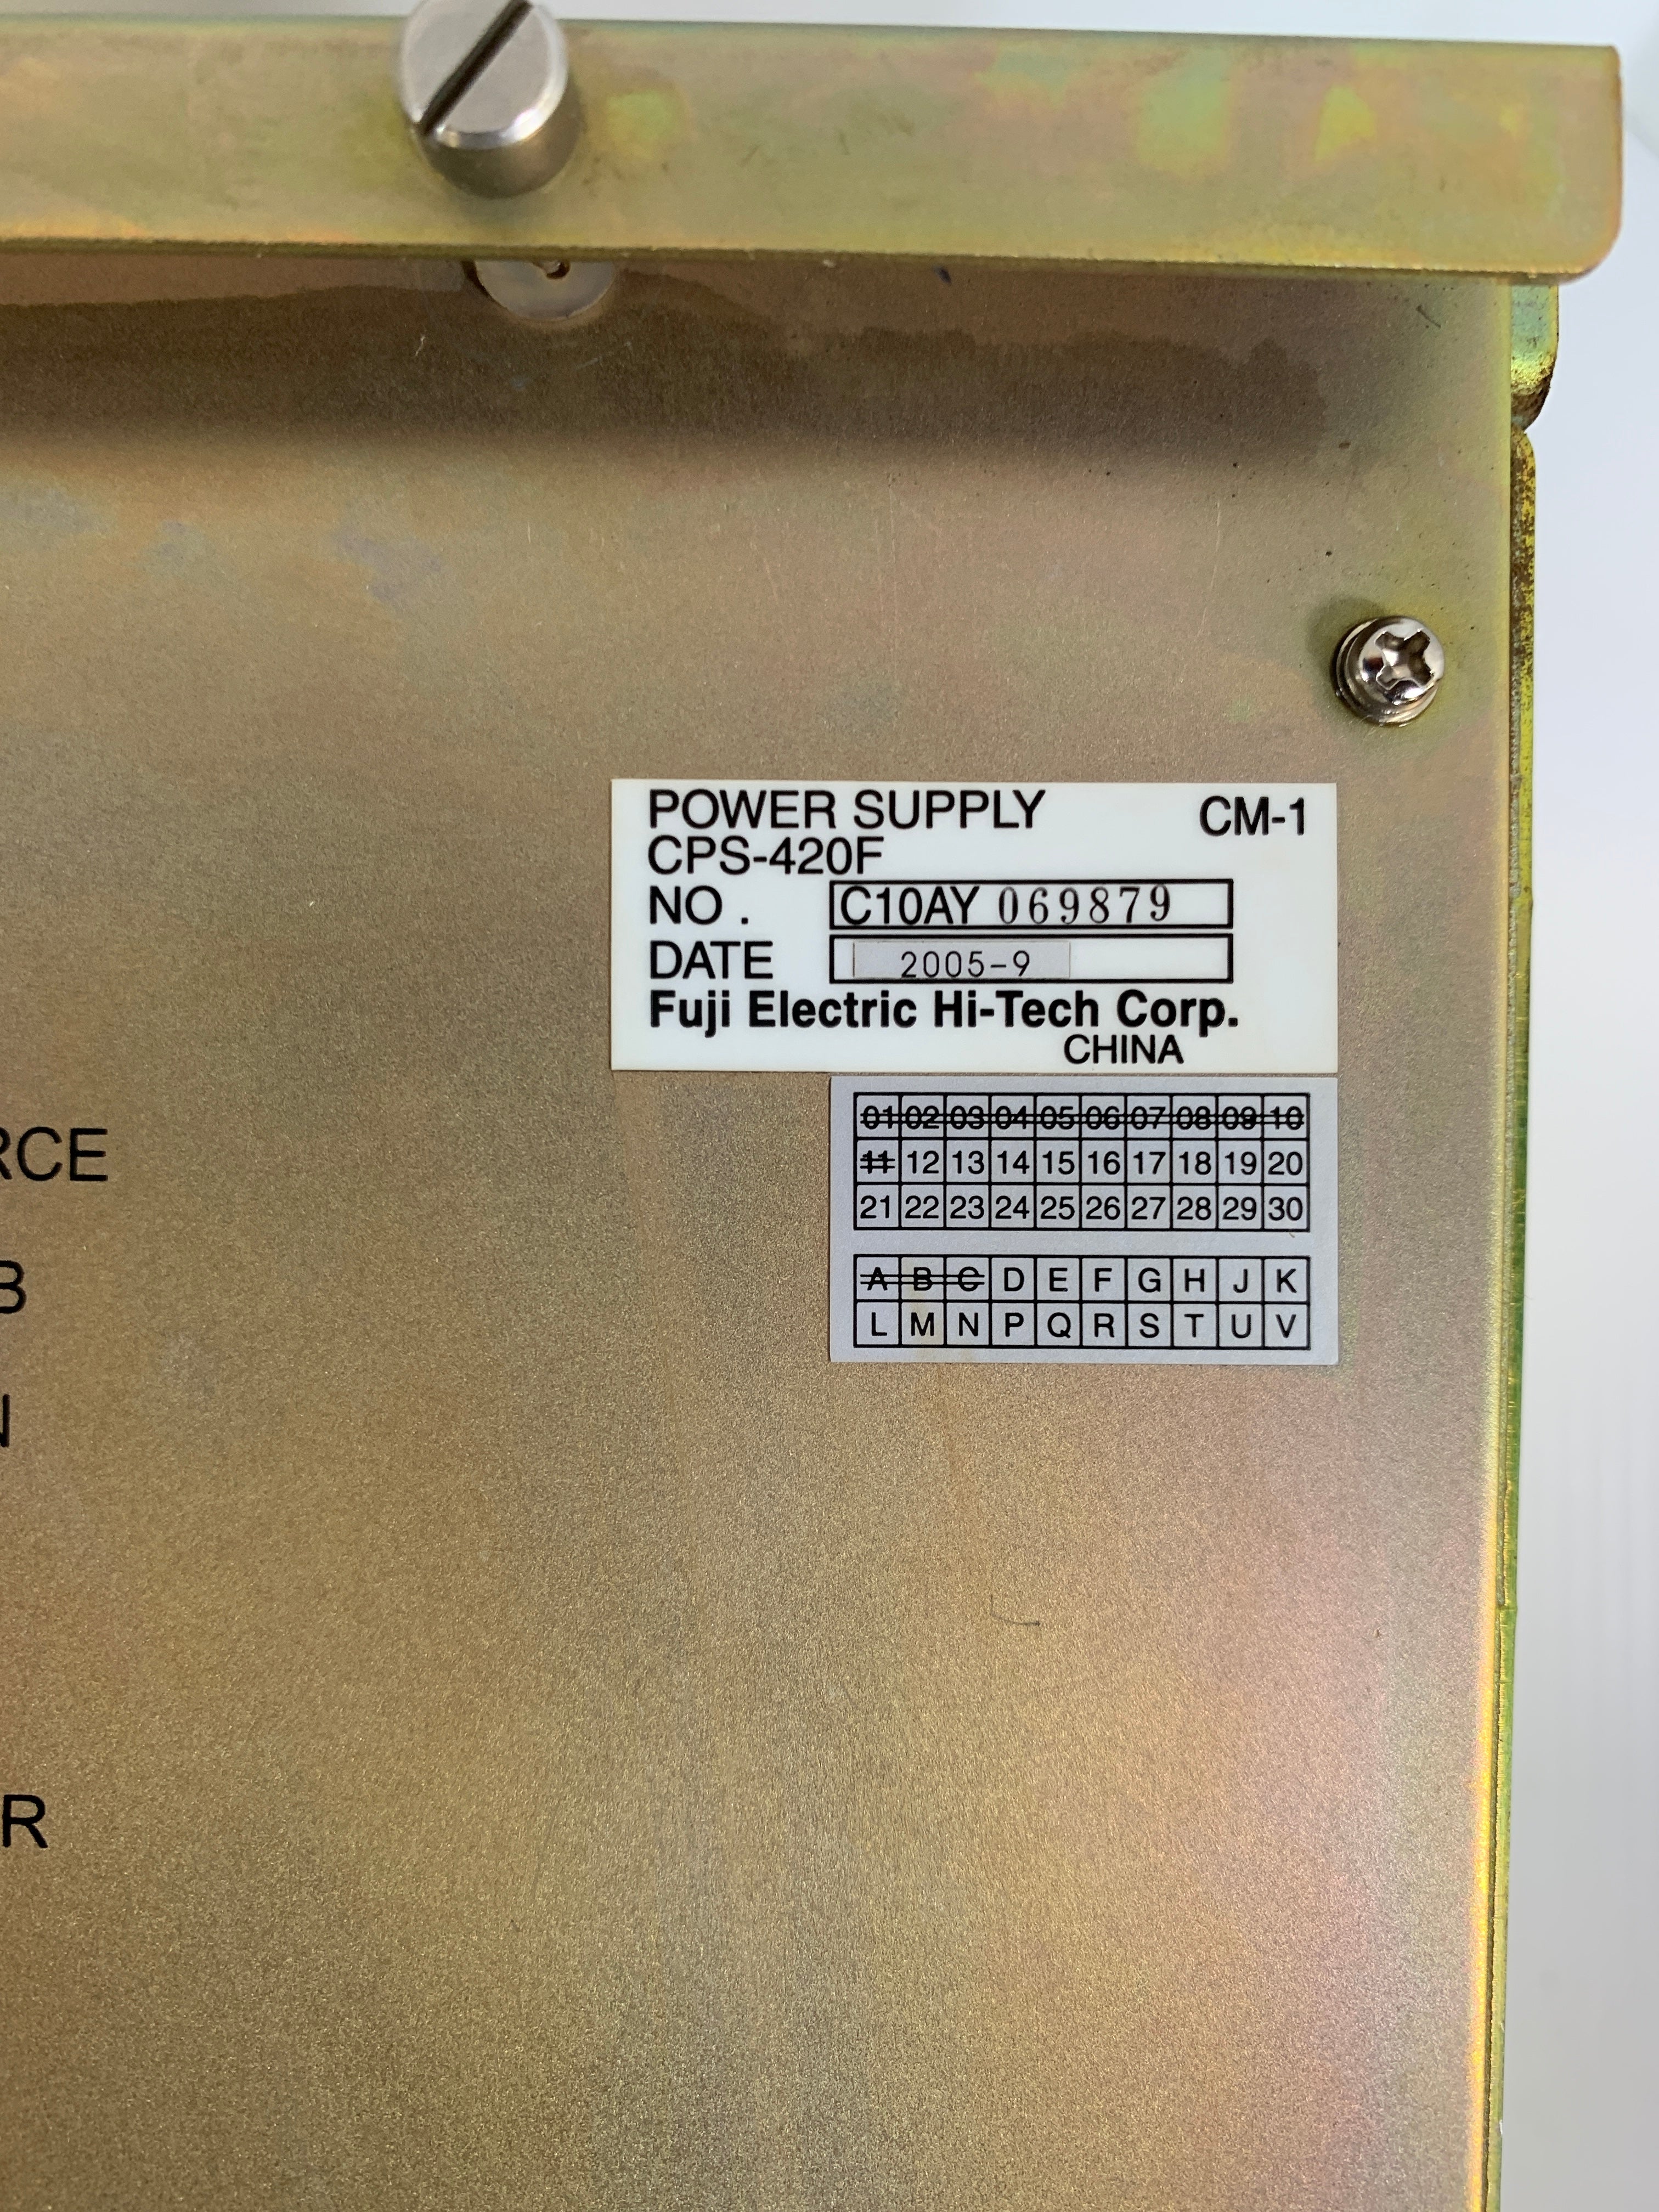 POWER SUPPLY CM-1
CPS-420F
NO. C10AY 069879
DATE 2005-9
Fuji Electric Hi-Tech Corp.
CHINA
01 02 03 04 05 06 07 08 09 10
11 12 13 14 15 16 17 18 19 20
21 22 23 24 25 26 27 28 29 30
A B C D E F G H J K
L M N P Q R S T U V
RCE
B
N
R